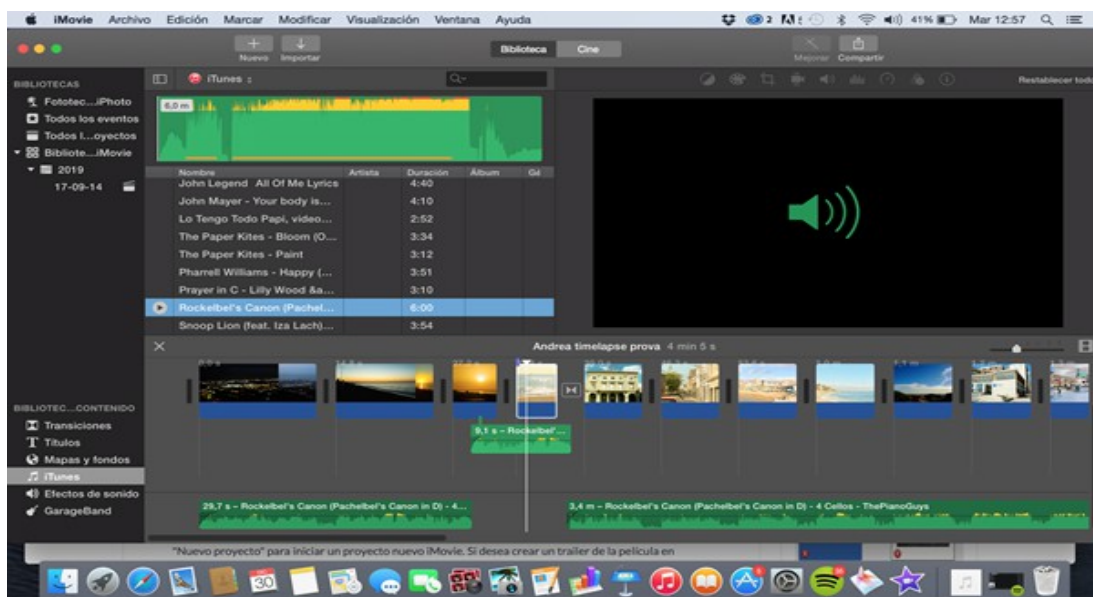 iMovie Archivo Edición Marcar Modificar Visualización Ventana Ayuda
2
41%
Mar 12:57
Nuevo
Importar
Biblioteca
Cine
Mejorar
Compartir
BIBLIOTECAS
Fototec...iPhoto
Todos los eventos
Todos l...oyectos
Bibliote...iMovie
2019
17-09-14
iTunes
Restablecer todo
6,0 m
Nombre Artista Duración Álbum
John Legend All Of Me Lyrics 4:40
John Mayer - Your body is... 4:10
Lo Tengo Todo Papi, video... 2:52
The Paper Kites - Bloom (O... 3:34
The Paper Kites - Paint 3:12
Pharrell Williams - Happy (... 3:51
Prayer in C - Lilly Wood &a... 3:10
Rockelbel's Canon (Pachel... 6:00
Snoop Lion (feat. Iza Lach)... 3:54
Andrea timelapse prova 4 min 5 s
9,1 s – Rockelbel'...
29,7 s – Rockelbel's Canon (Pachelbel's Canon in D) - 4...
3,4 m – Rockelbel's Canon (Pachelbel's Canon in D) - 4 Cellos - ThePianoGuys
BIBLIOTEC...CONTENIDO
Transiciones
Títulos
Mapas y fondos
iTunes
Efectos de sonido
GarageBand
"Nuevo proyecto" para iniciar un proyecto nuevo iMovie. Si desea crear un trailer de la película en
30